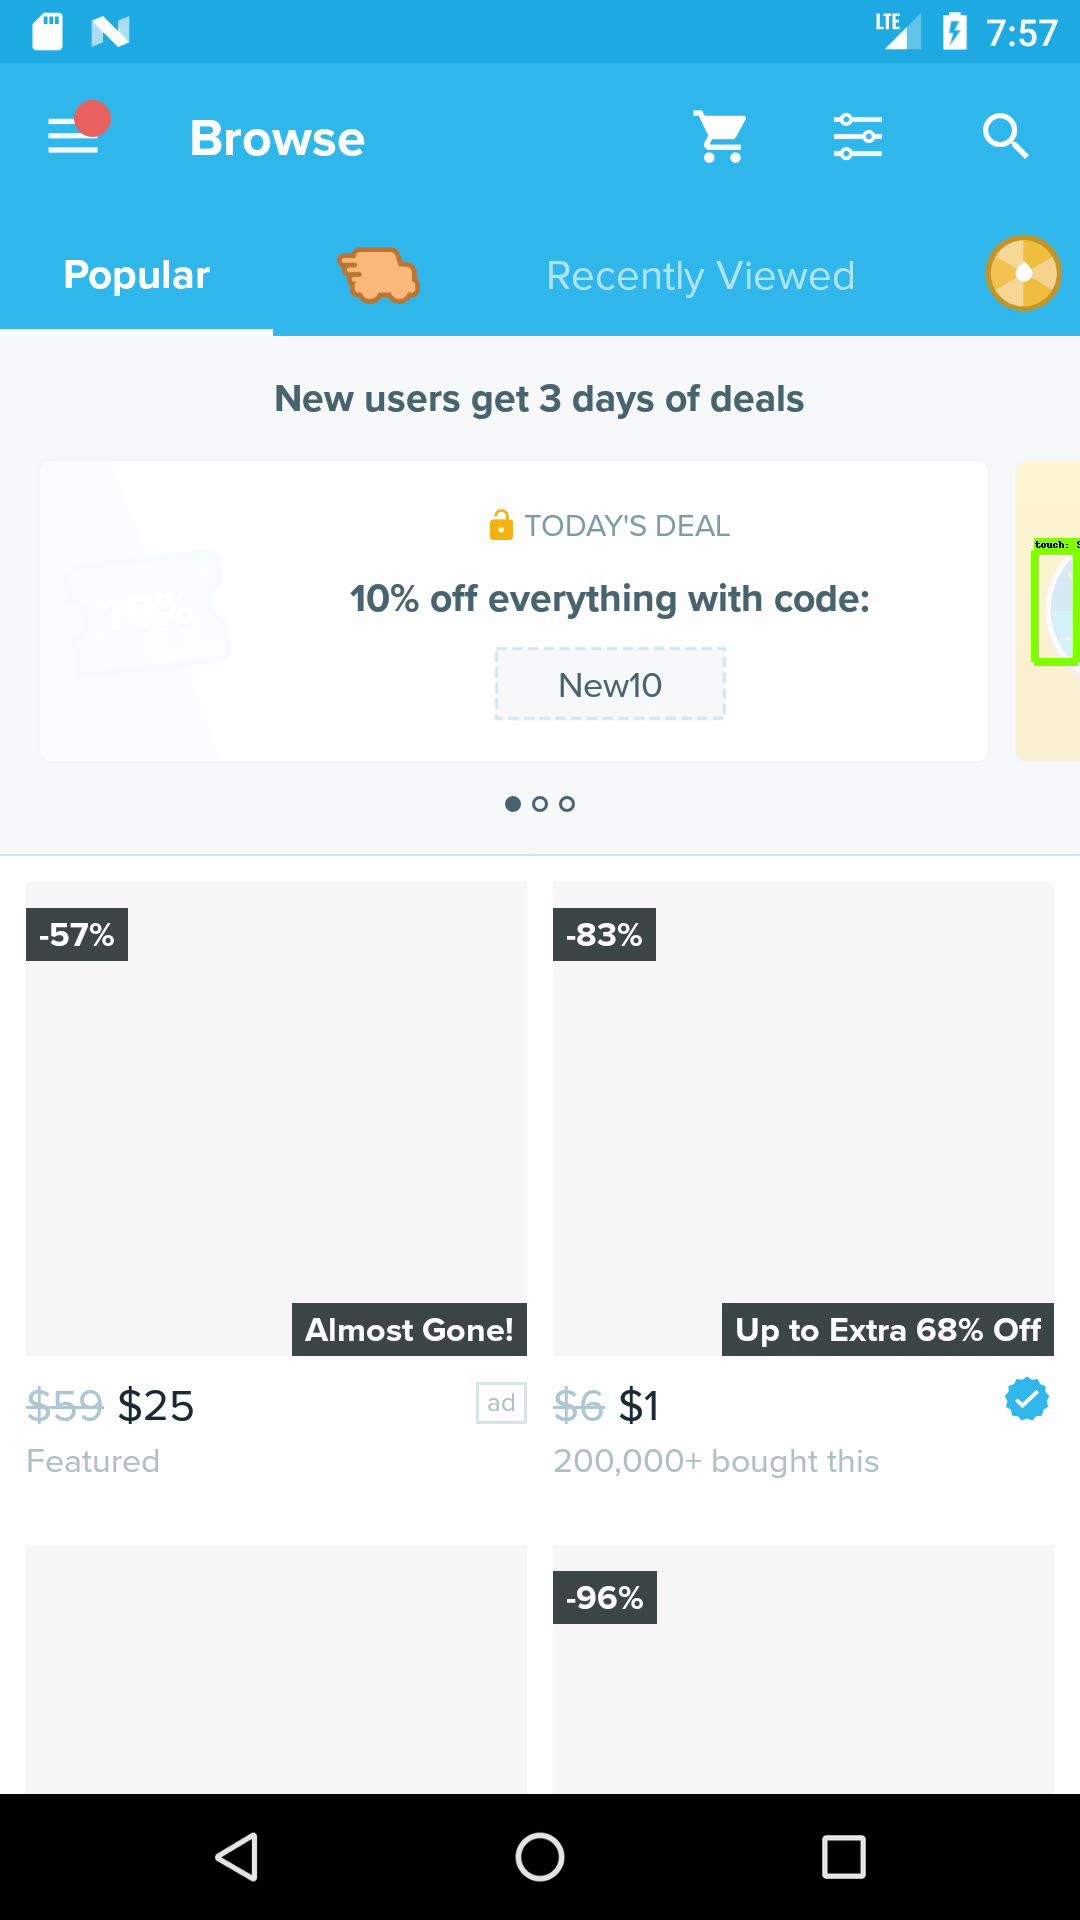 LTE 7:57
Browse
Popular
Recently Viewed
New users get 3 days of deals
TODAY'S DEAL
touch:
10% off everything with code:
New10
-57%
-83%
Almost Gone!
Up to Extra 68% Off
$59 $25
ad
$6 $1
Featured
200,000+ bought this
-96%